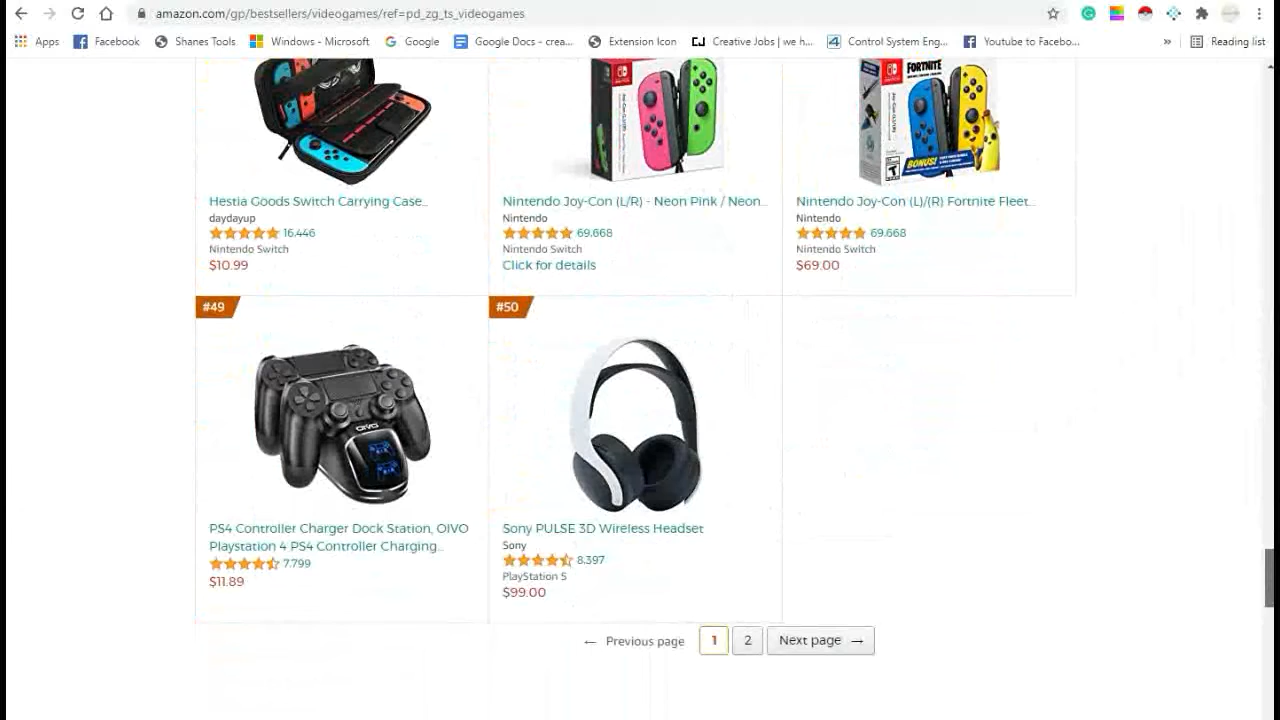 amazon.com/gp/bestsellers/videogames/ref=pd_zg_ts_videogames
Apps Facebook Shanes Tools Windows - Microsoft Google Google Docs - crea... Extension Icon Creative Jobs | we h... Control System Eng... Youtube to Facebo... » Reading list
FORTNITE
BONUS!
Hestia Goods Switch Carrying Case...
daydayup
16,446
Nintendo Switch
$10.99
Nintendo Joy-Con (L/R) - Neon Pink / Neon...
Nintendo
69,668
Nintendo Switch
Click for details
Nintendo Joy-Con (L)/(R) Fortnite Fleet...
Nintendo
69,668
Nintendo Switch
$69.00
#49
OIVO
PS4 Controller Charger Dock Station, OIVO
Playstation 4 PS4 Controller Charging...
7,799
$11.89
#50
Sony PULSE 3D Wireless Headset
Sony
8,397
PlayStation 5
$99.00
← Previous page 1 2 Next page →